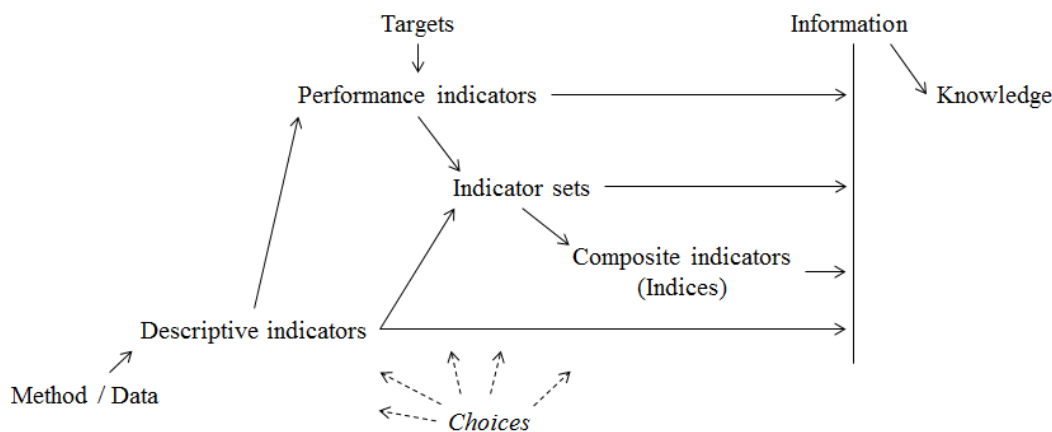 Targets
Information
Performance indicators
Knowledge
Indicator sets
Composite indicators
(Indices)
Descriptive indicators
Method / Data
Choices